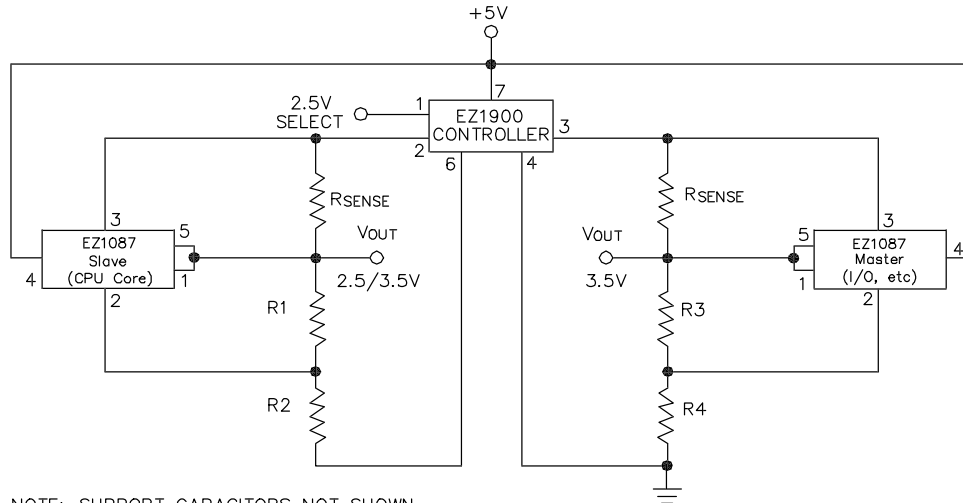 +5V
7
2.5V
SELECT
1
EZ1900
CONTROLLER
3
2
6
4
RSENSE
RSENSE
3
5
EZ1087
Slave
(CPU Core)
4
1
2
VOUT
2.5/3.5V
VOUT
3.5V
3
5
EZ1087
Master
(I/O, etc)
4
1
2
R1
R3
R2
R4
NOTE: SUPPORT CAPACITORS NOT SHOWN